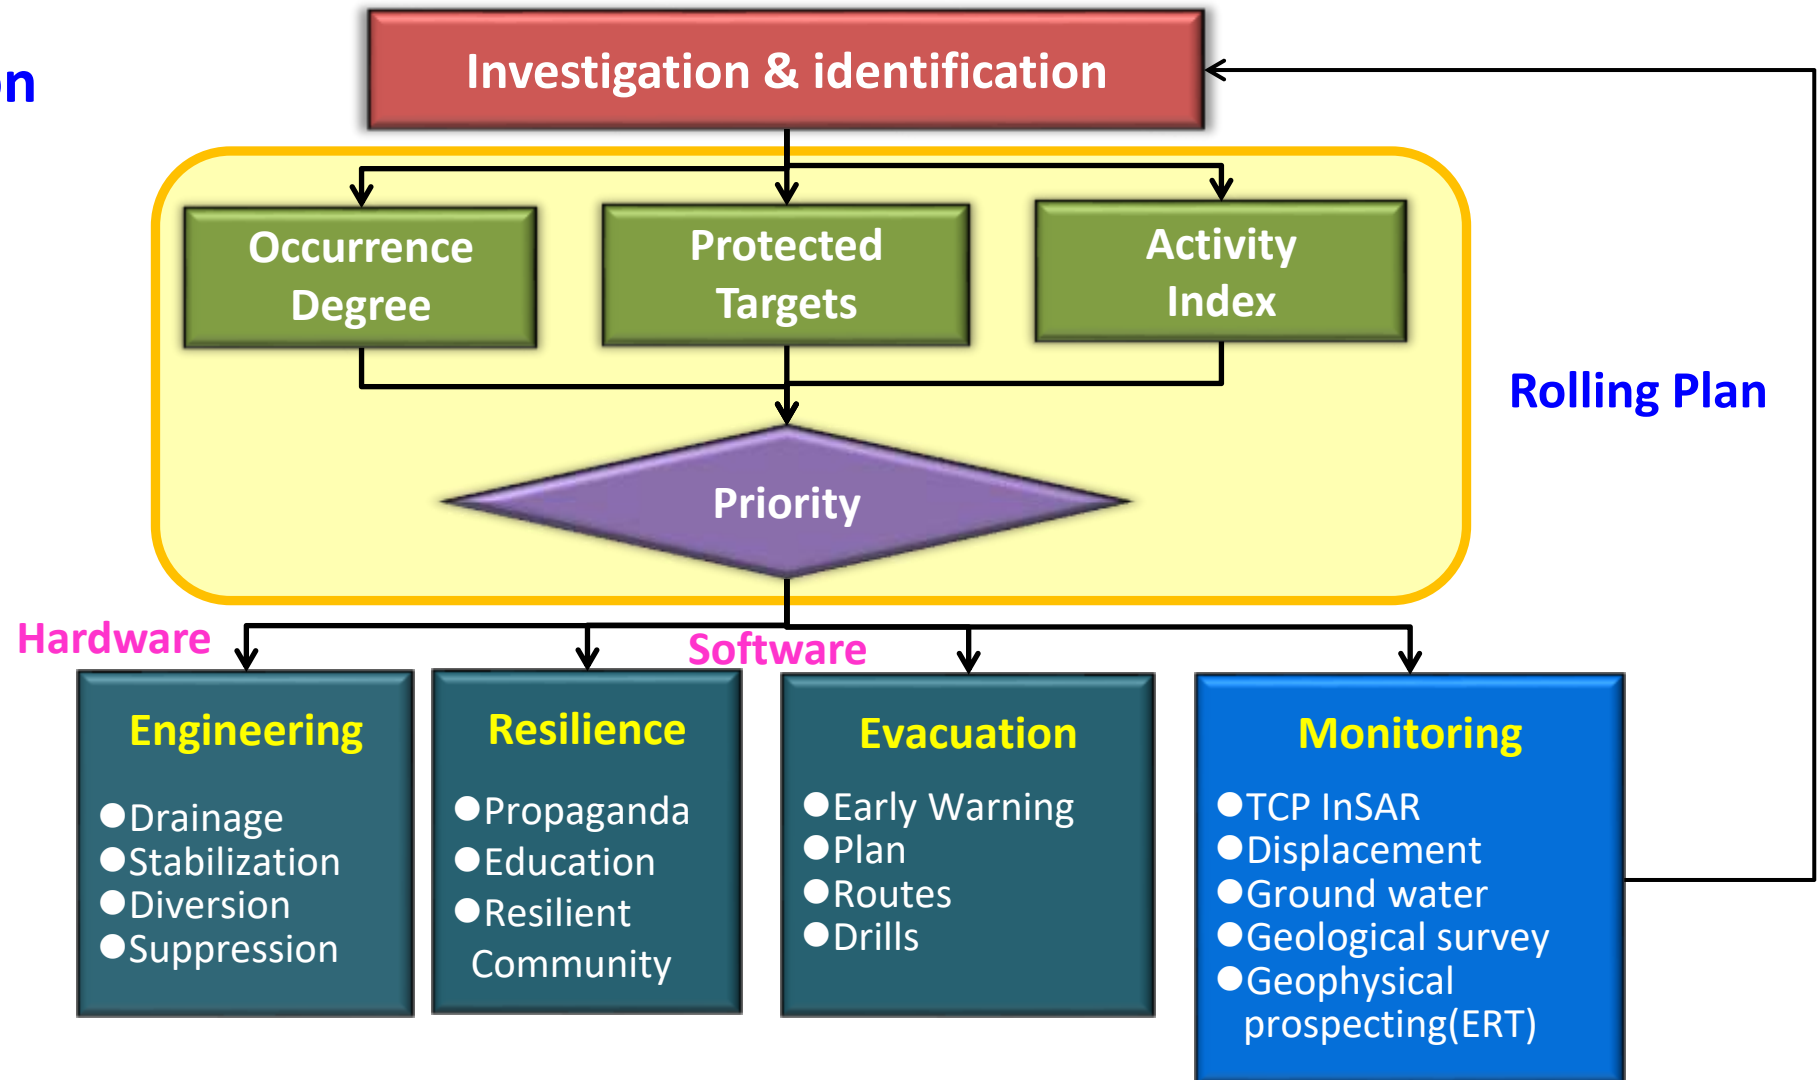 Investigation & identification
on
Occurrence
Degree
Protected
Targets
Activity
Index
Rolling Plan
Priority
Hardware
Software
Engineering
●Drainage
●Stabilization
●Diversion
●Suppression
Resilience
●Propaganda
●Education
●Resilient
Community
Evacuation
●Early Warning
●Plan
●Routes
●Drills
Monitoring
●TCP InSAR
●Displacement
●Ground water
●Geological survey
●Geophysical
prospecting(ERT)